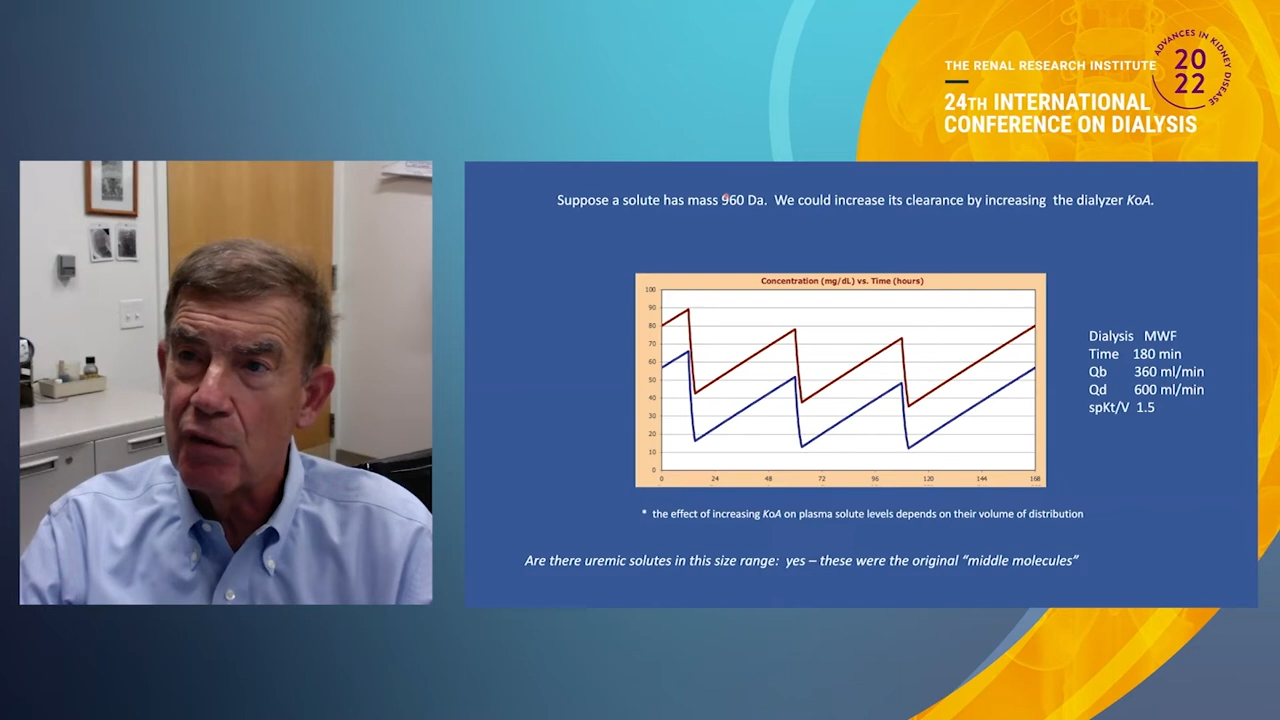 THE RENAL RESEARCH INSTITUTE
24TH INTERNATIONAL
CONFERENCE ON DIALYSIS
ADVANCES IN KIDNEY DISEASE
20
22
Suppose a solute has mass 960 Da. We could increase its clearance by increasing the dialyzer KoA.
Concentration (mg/dL) vs. Time (hours)
100
90
80
70
60
50
40
30
20
10
0
0 24 48 72 96 120 144 168
Dialysis MWF
Time 180 min
Qb 360 ml/min
Qd 600 ml/min
spKt/V 1.5
* the effect of increasing KoA on plasma solute levels depends on their volume of distribution
Are there uremic solutes in this size range: yes – these were the original “middle molecules”